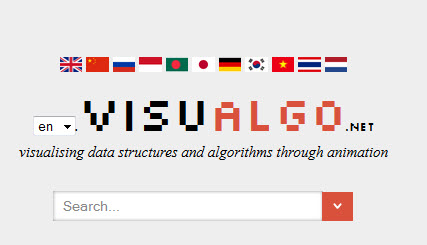 en .VISUALGO.NET
visualising data structures and algorithms through animation
Search...